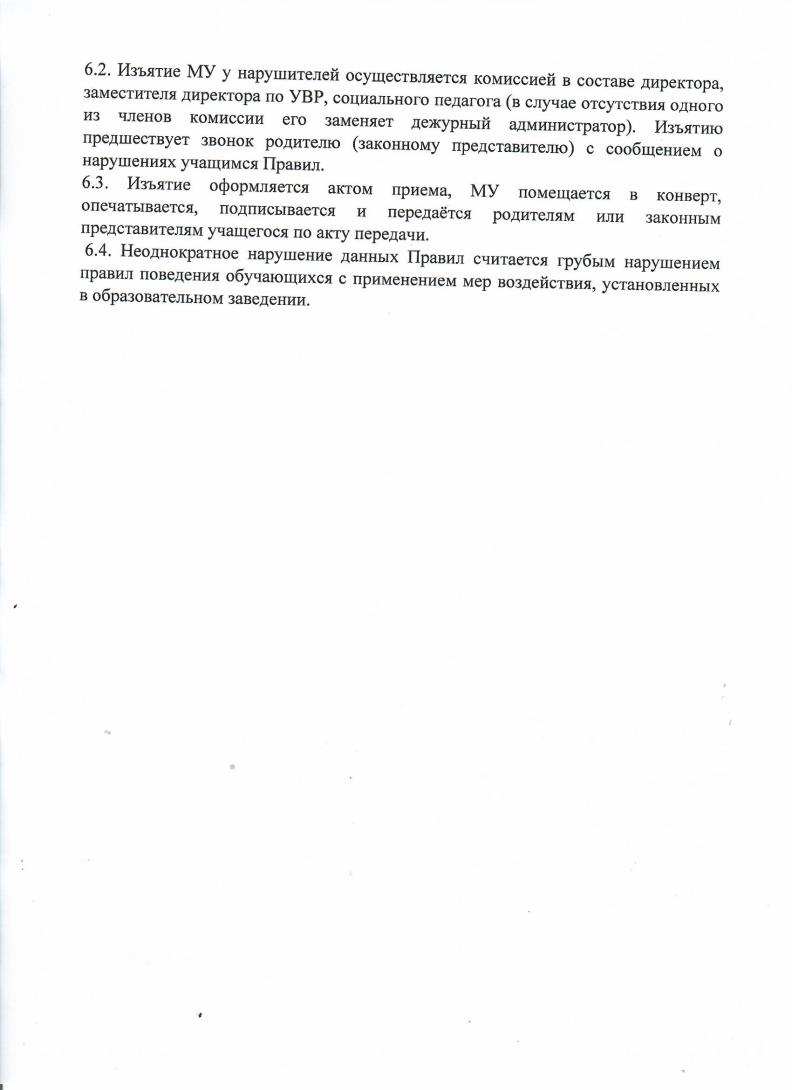 6.2. Изъятие МУ у нарушителей осуществляется комиссией в составе директора,
заместителя директора по УВР, социального педагога (в случае отсутствия одного
из членов комиссии его заменяет дежурный администратор). Изъятию
предшествует звонок родителю (законному представителю) с сообщением о
нарушениях учащимся Правил.
6.3. Изъятие оформляется актом приема, МУ помещается в конверт,
опечатывается, подписывается и передаётся родителям или законным
представителям учащегося по акту передачи.
6.4. Неоднократное нарушение данных Правил считается грубым нарушением
правил поведения обучающихся с применением мер воздействия, установленных
в образовательном заведении.